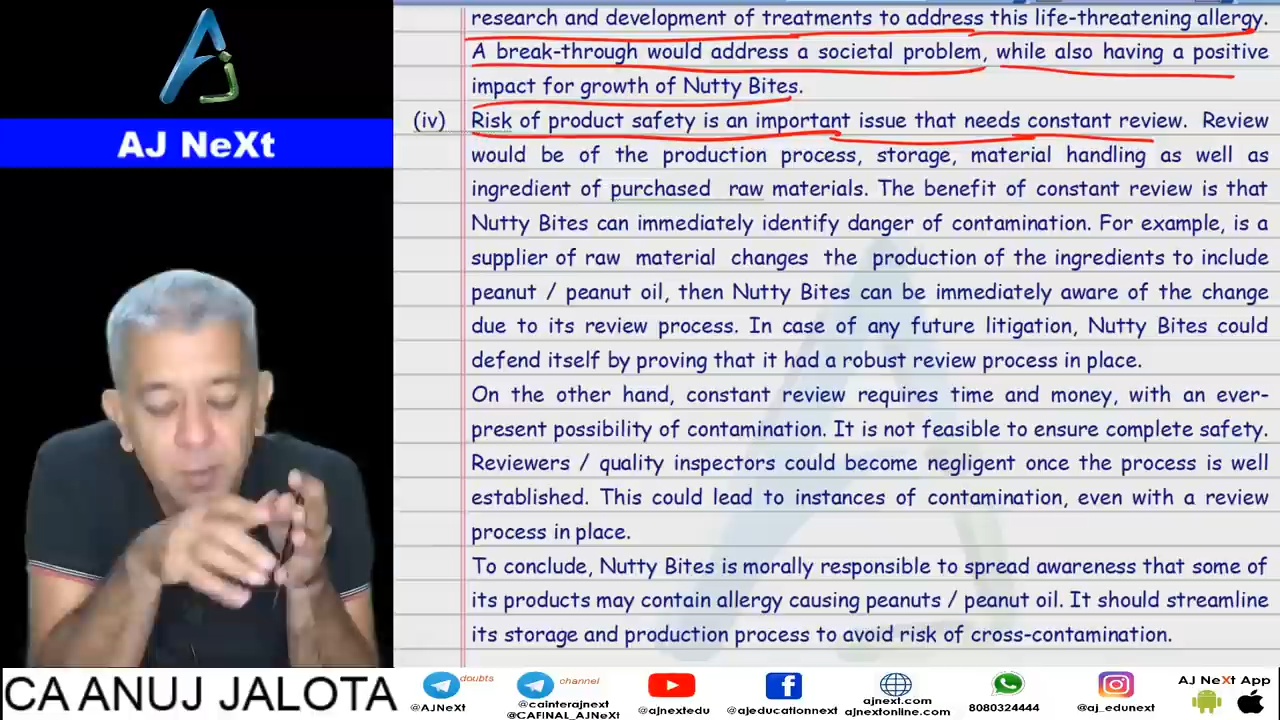 research and development of treatments to address this life-threatening allergy.
A break-through would address a societal problem, while also having a positive
impact for growth of Nutty Bites.
(iv) Risk of product safety is an important issue that needs constant review. Review
would be of the production process, storage, material handling as well as
ingredient of purchased raw materials. The benefit of constant review is that
Nutty Bites can immediately identify danger of contamination. For example, is a
supplier of raw material changes the production of the ingredients to include
peanut / peanut oil, then Nutty Bites can be immediately aware of the change
due to its review process. In case of any future litigation, Nutty Bites could
defend itself by proving that it had a robust review process in place.
On the other hand, constant review requires time and money, with an ever-
present possibility of contamination. It is not feasible to ensure complete safety.
Reviewers / quality inspectors could become negligent once the process is well
established. This could lead to instances of contamination, even with a review
process in place.
To conclude, Nutty Bites is morally responsible to spread awareness that some of
its products may contain allergy causing peanuts / peanut oil. It should streamline
its storage and production process to avoid risk of cross-contamination.
AJ NeXt
CA ANUJ JALOTA
doubts
@AJNeXt
channel
@cainterajnext
@CAFINAL_AJNeXt
@ajnextedu
@ajeducationnext
ajnext.com
ajnextonline.com
8080324444
@aj_edunext
AJ NeXt App